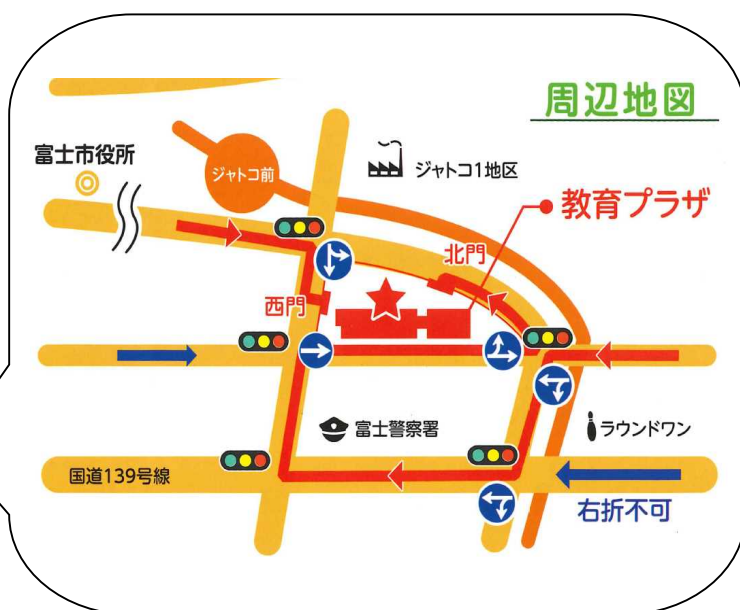 周辺地図
富士市役所
ジャトコ前
ジャトコ1地区
教育プラザ
北門
西門
富士警察署
ラウンドワン
国道139号線
右折不可